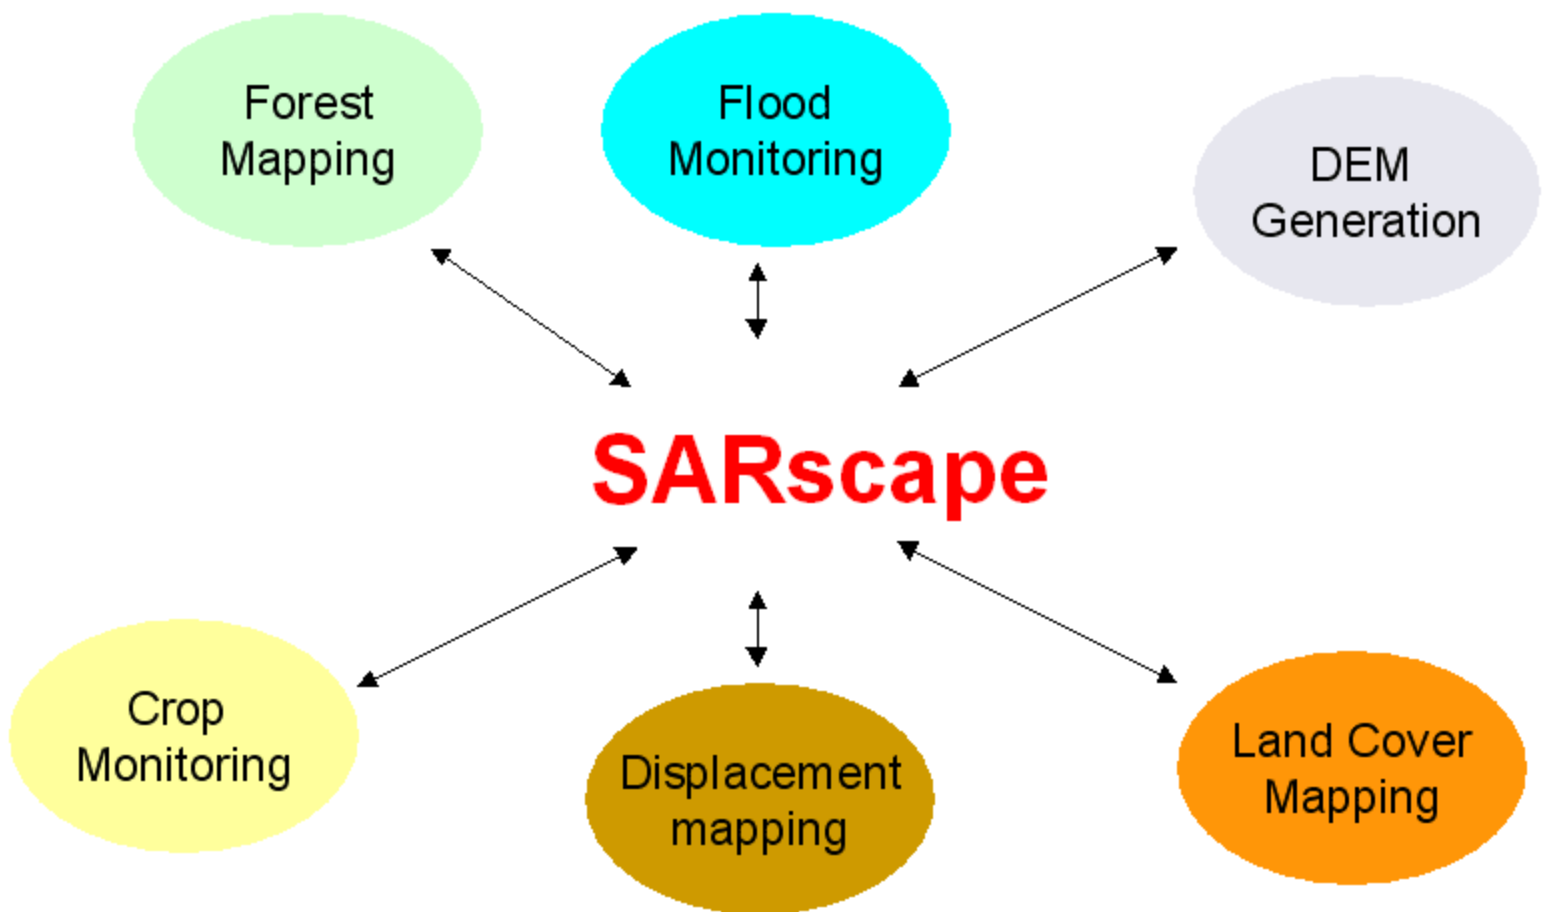 Forest
Mapping
Flood
Monitoring
DEM
Generation
SARscape
Crop
Monitoring
Displacement
mapping
Land Cover
Mapping